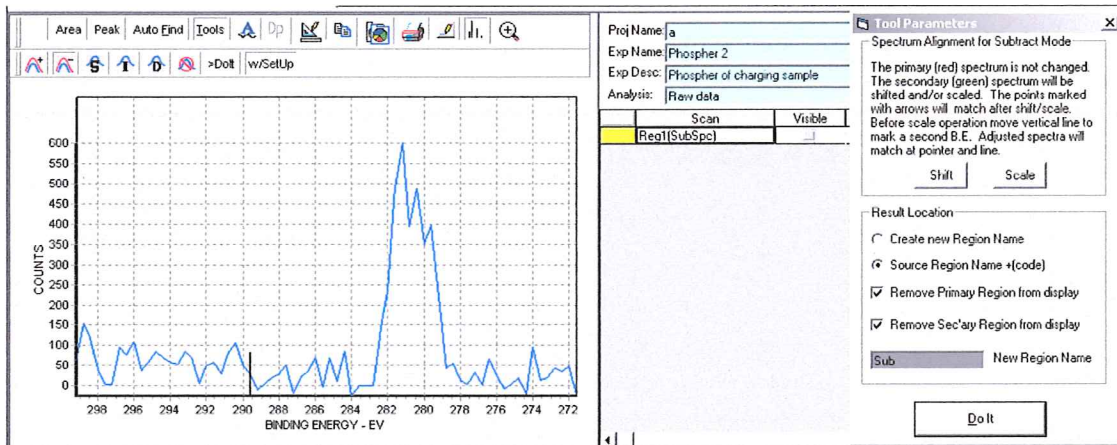 Area Peak Auto Find Tools Dp
S T D >DoIt w/SetUp
600
550
500
450
400
350
300
250
200
150
100
50
0
COUNTS
298 296 294 292 290 288 286 284 282 280 278 276 274 272
BINDING ENERGY - EV
Proj Name: a
Exp Name: Phospher 2
Exp Desc: Phospher of charging sample
Analysis: Raw data
Scan Visible
Reg1(SubSpc)
Tool Parameters
Spectrum Alignment for Subtract Mode
The primary (red) spectrum is not changed.
The secondary (green) spectrum will be
shifted and/or scaled. The points marked
with arrows will match after shift/scale.
Before scale operation move vertical line to
mark a second B.E. Adjusted spectra will
match at pointer and line.
Shift Scale
Result Location
Create new Region Name
Source Region Name +(code)
Remove Primary Region from display
Remove Sec'ary Region from display
Sub New Region Name
Do It